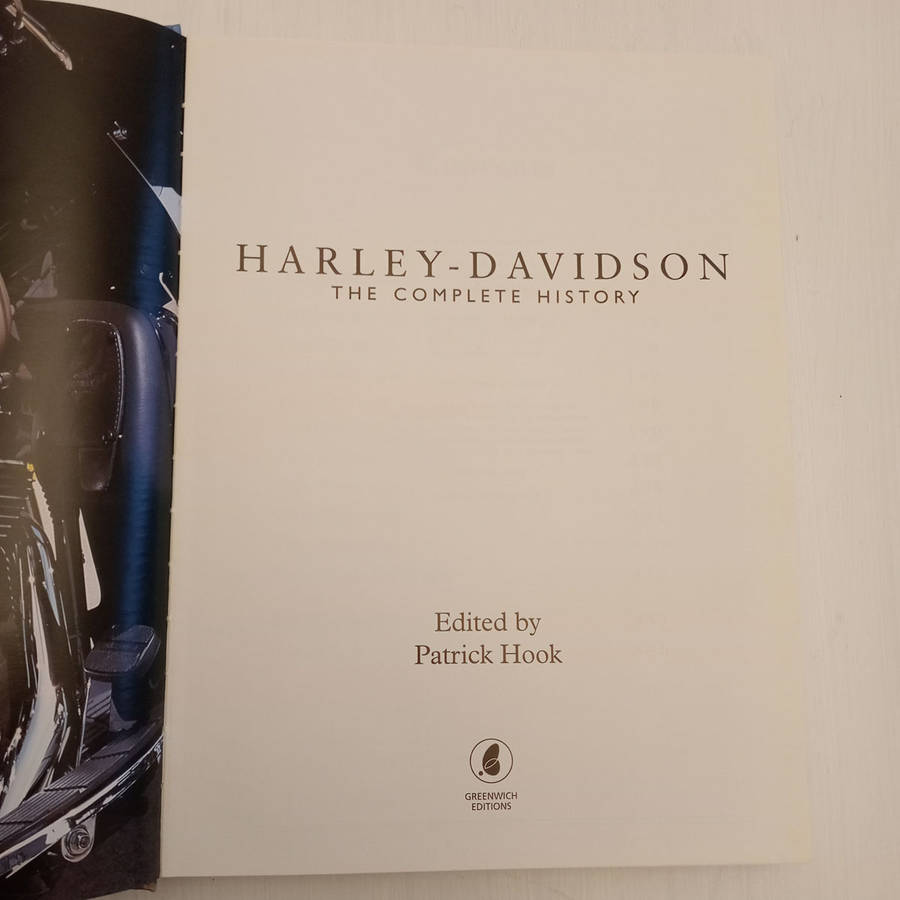 HARLEY-DAVIDSON
THE COMPLETE HISTORY
Edited by
Patrick Hook
GREENWICH
EDITIONS